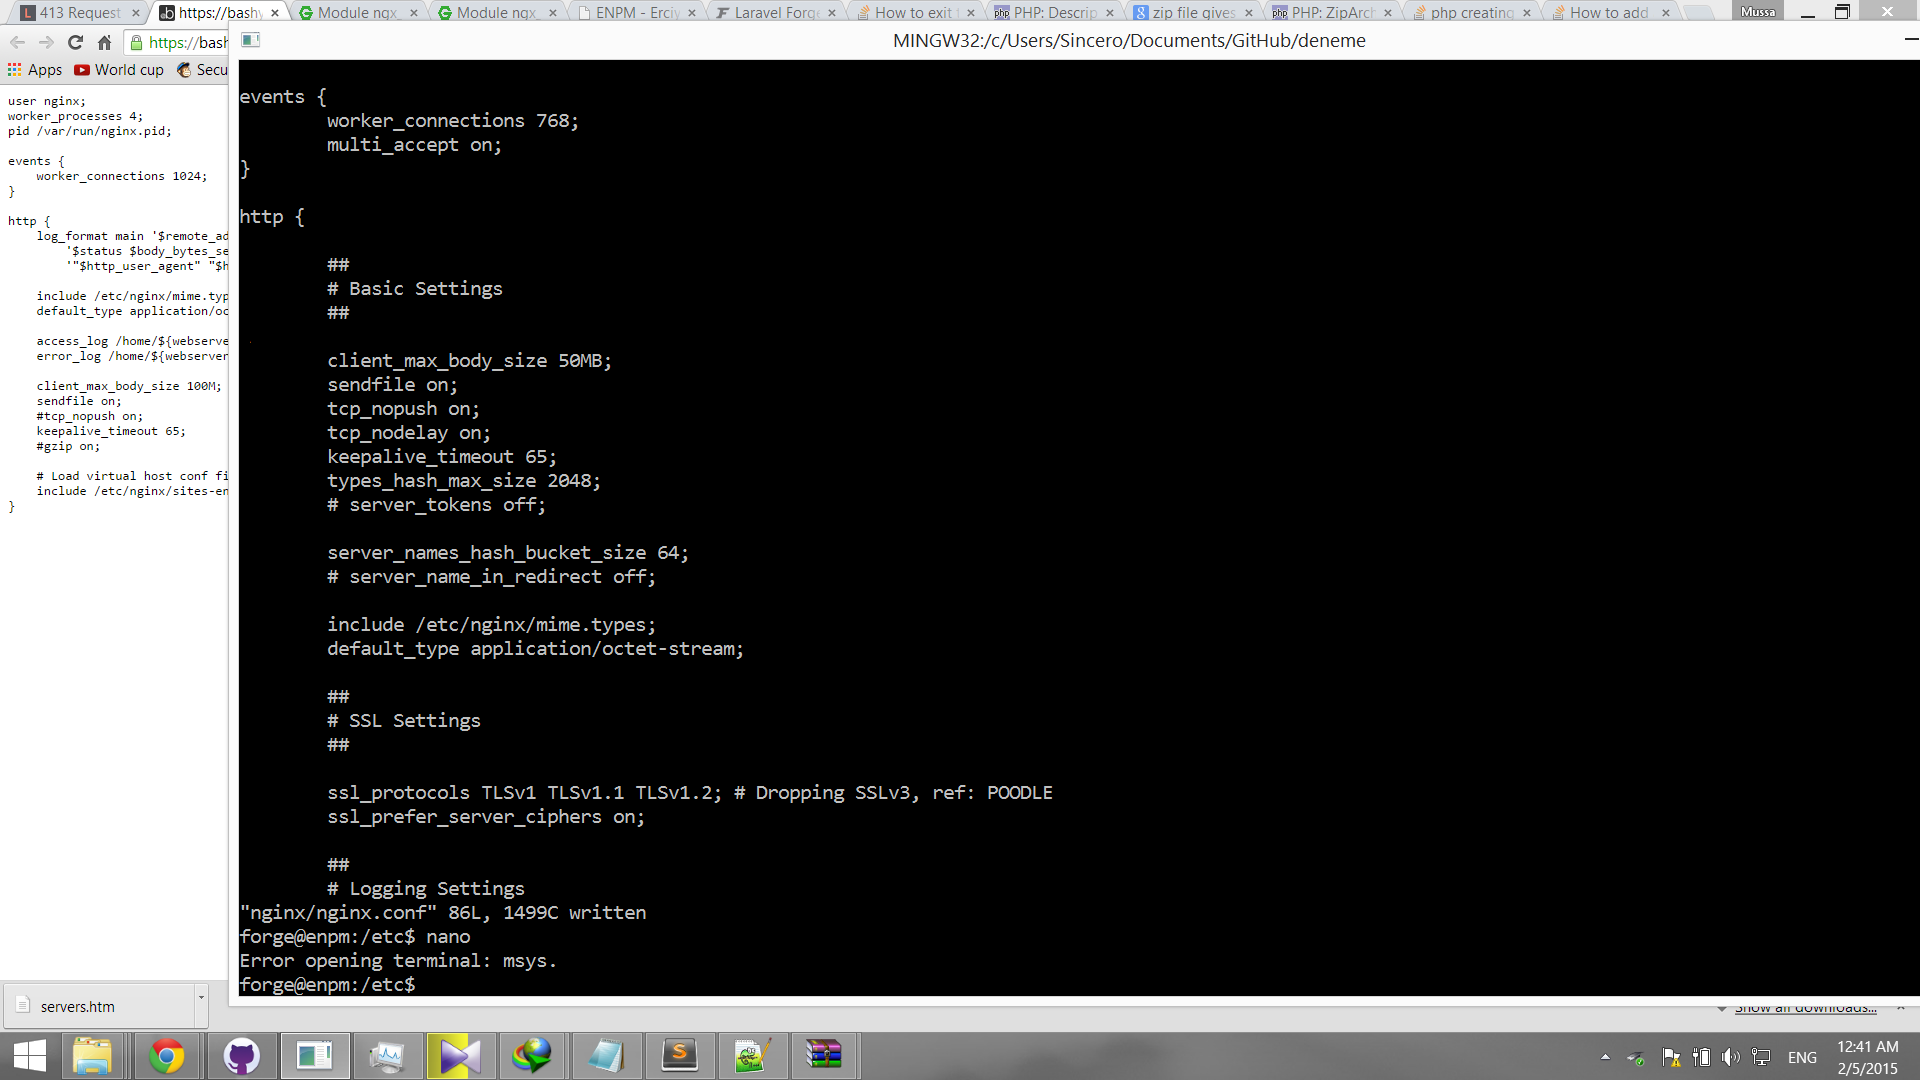 413 Request
https://bashy
Module ngx_
Module ngx_
ENPM - Erciy
Laravel Forge
How to exit f
PHP: Descrip
zip file gives
PHP: ZipArch
php creating
How to add
Mussa
https://bash
Apps
World cup
Secu
MINGW32:/c/Users/Sincero/Documents/GitHub/deneme
user nginx;
worker_processes 4;
pid /var/run/nginx.pid;
events {
worker_connections 1024;
}
http {
log_format main '$remote_ad
'$status $body_bytes_se
'"$http_user_agent" "$h
include /etc/nginx/mime.typ
default_type application/oc
access_log /home/${webserve
error_log /home/${webserver
client_max_body_size 100M;
sendfile on;
#tcp_nopush on;
keepalive_timeout 65;
#gzip on;
# Load virtual host conf fi
include /etc/nginx/sites-en
}
events {
worker_connections 768;
multi_accept on;
}
http {
##
# Basic Settings
##
client_max_body_size 50MB;
sendfile on;
tcp_nopush on;
tcp_nodelay on;
keepalive_timeout 65;
types_hash_max_size 2048;
# server_tokens off;
server_names_hash_bucket_size 64;
# server_name_in_redirect off;
include /etc/nginx/mime.types;
default_type application/octet-stream;
##
# SSL Settings
##
ssl_protocols TLSv1 TLSv1.1 TLSv1.2; # Dropping SSLv3, ref: POODLE
ssl_prefer_server_ciphers on;
##
# Logging Settings
"nginx/nginx.conf" 86L, 1499C written
forge@enpm:/etc$ nano
Error opening terminal: msys.
forge@enpm:/etc$
servers.htm
Show all downloads...
ENG
12:41 AM
2/5/2015